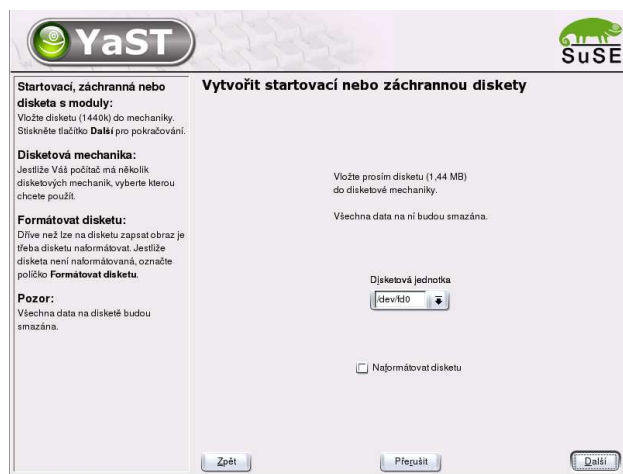 YaST
SuSE
Startovací, záchranná nebo
disketa s moduly:
Vložte disketu (1440k) do mechaniky.
Stiskněte tlačítko Další pro pokračování.
Disketová mechanika:
Jestliže Váš počítač má několik
disketových mechanik, vyberte kterou
chcete použít.
Formátovat disketu:
Dříve než lze na disketu zapsat obraz je
třeba disketu naformátovat. Jestliže
disketa není naformátovaná, označte
políčko Formátovat disketu.
Pozor:
Všechna data na disketě budou
smazána.
Vytvořit startovací nebo záchrannou diskety
Vložte prosím disketu (1,44 MB)
do disketové mechaniky.
Všechna data na ní budou smazána.
Disketová jednotka
/dev/fd0
Naformátovat disketu
Zpět
Přerušit
Další